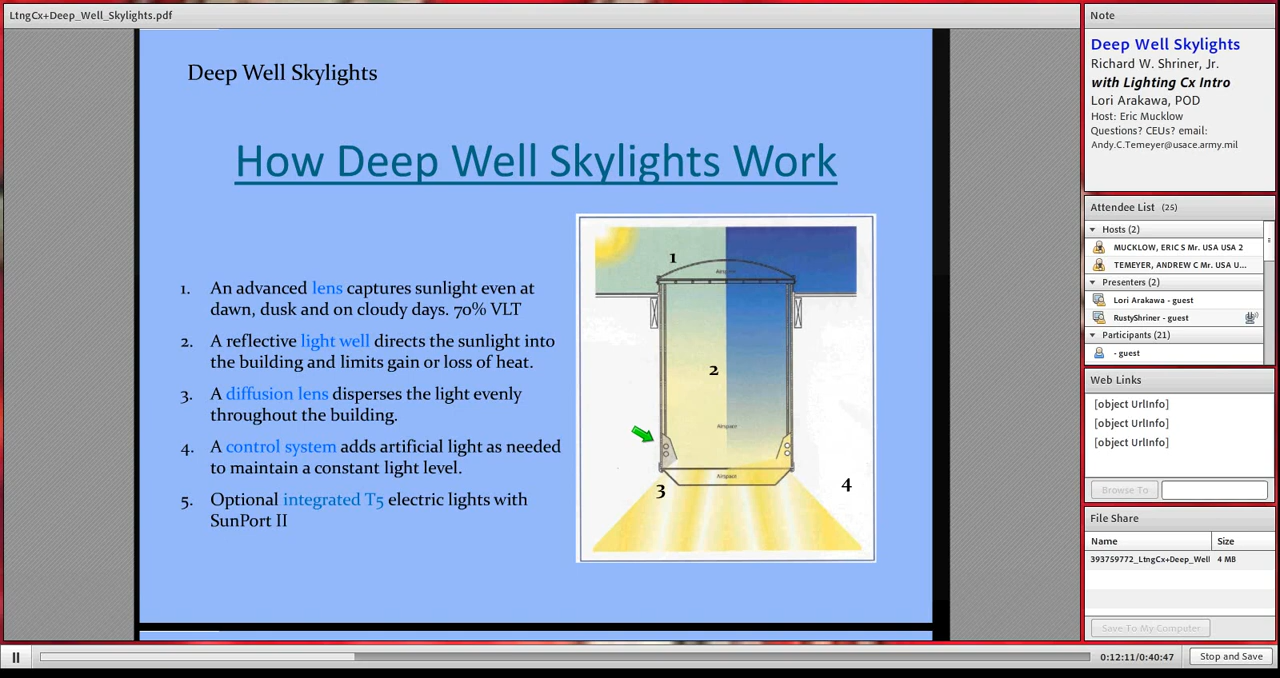 LtngCx+Deep_Well_Skylights.pdf
Deep Well Skylights
How Deep Well Skylights Work
1. An advanced lens captures sunlight even at
dawn, dusk and on cloudy days. 70% VLT
2. A reflective light well directs the sunlight into
the building and limits gain or loss of heat.
3. A diffusion lens disperses the light evenly
throughout the building.
4. A control system adds artificial light as needed
to maintain a constant light level.
5. Optional integrated T5 electric lights with
SunPort II
1
Airspace
2
Airspace
Airspace
3
4
Note
Deep Well Skylights
Richard W. Shriner, Jr.
with Lighting Cx Intro
Lori Arakawa, POD
Host: Eric Mucklow
Questions? CEUs? email:
Andy.C.Temeyer@usace.army.mil
Attendee List (25)
Hosts (2)
MUCKLOW, ERIC S Mr. USA USA 2
TEMEYER, ANDREW C Mr. USA U...
Presenters (2)
Lori Arakawa - guest
RustyShriner - guest
Participants (21)
- guest
Web Links
[object UrlInfo]
[object UrlInfo]
[object UrlInfo]
Browse To
File Share
Name Size
393759772_LtngCx+Deep_Well 4 MB
Save To My Computer
0:12:11/0:40:47
Stop and Save